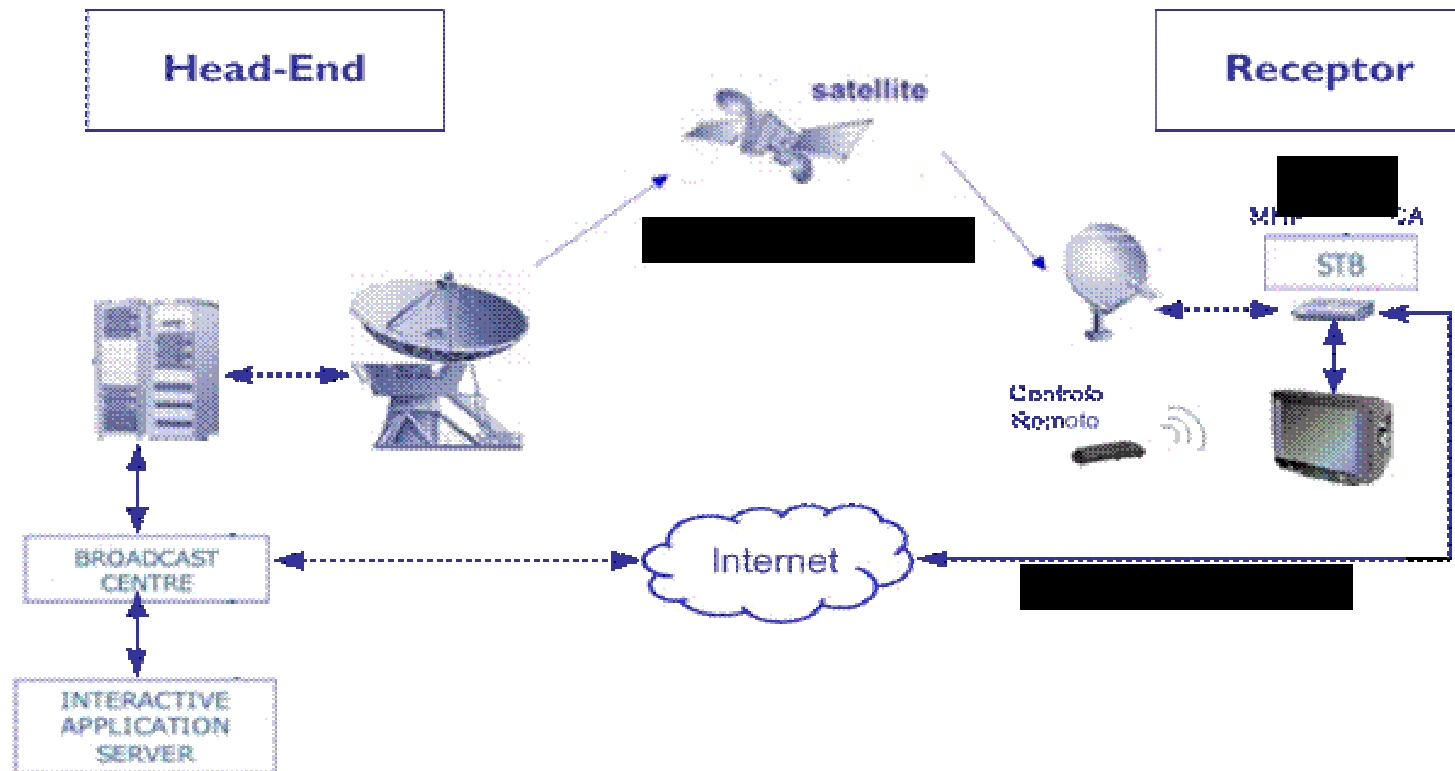 Head-End
Receptor
satellite
STB
Controlo
Remoto
BROADCAST
CENTRE
Internet
INTERACTIVE
APPLICATION
SERVER